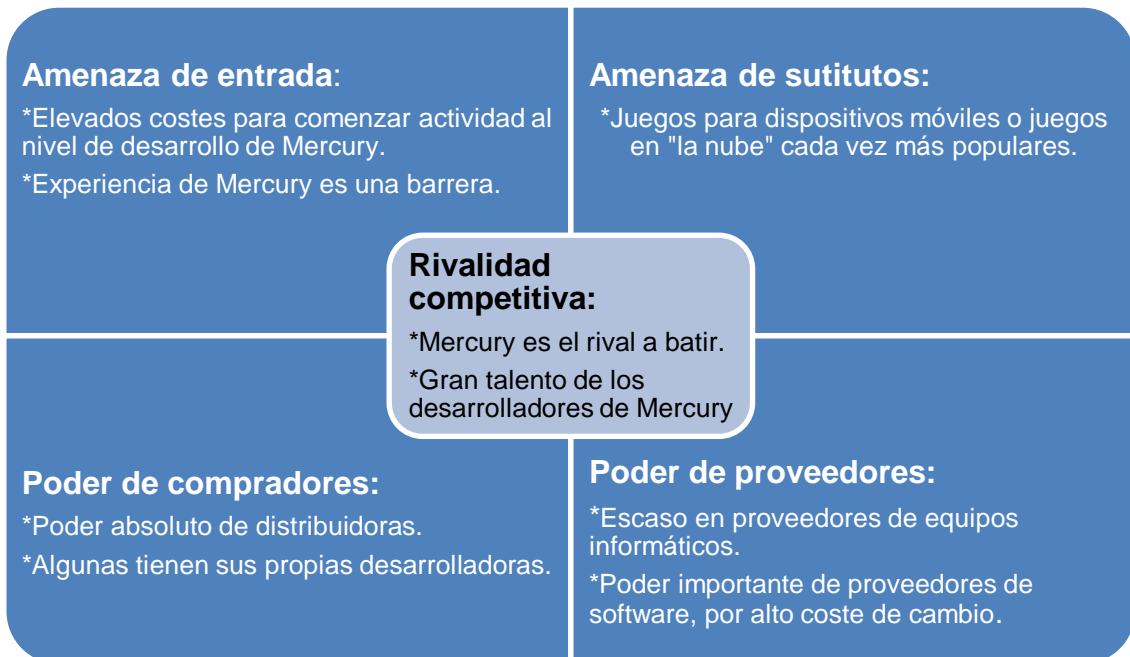 Amenaza de entrada:
*Elevados costes para comenzar actividad al
nivel de desarrollo de Mercury.
*Experiencia de Mercury es una barrera.
Amenaza de sutitutos:
*Juegos para dispositivos móviles o juegos
en "la nube" cada vez más populares.
Rivalidad
competitiva:
*Mercury es el rival a batir.
*Gran talento de los
desarrolladores de Mercury
Poder de compradores:
*Poder absoluto de distribuidoras.
*Algunas tienen sus propias desarrolladoras.
Poder de proveedores:
*Escaso en proveedores de equipos
informáticos.
*Poder importante de proveedores de
software, por alto coste de cambio.